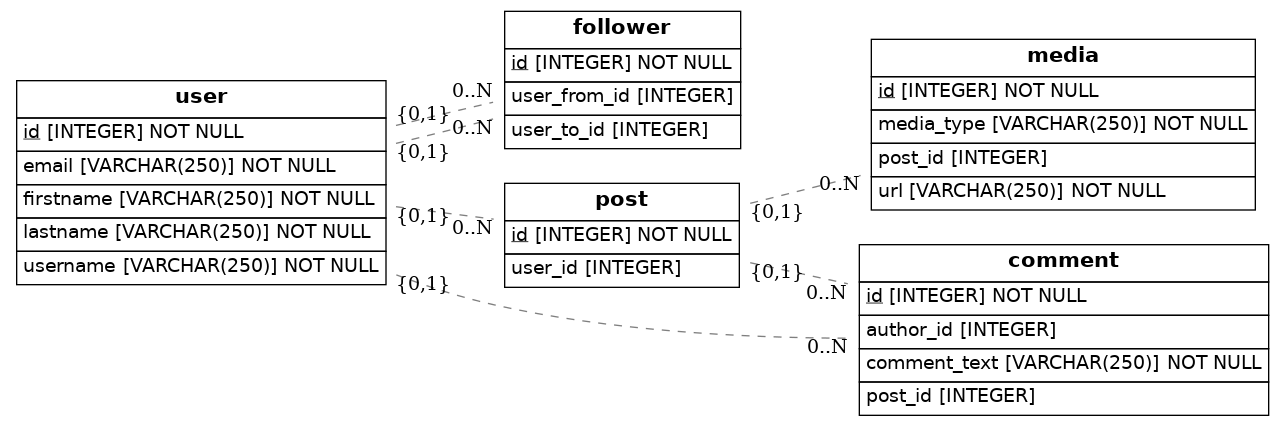 user
id [INTEGER] NOT NULL
email [VARCHAR(250)] NOT NULL
firstname [VARCHAR(250)] NOT NULL
lastname [VARCHAR(250)] NOT NULL
username [VARCHAR(250)] NOT NULL
0..N
{0,1}
0..N
{0,1}
{0,1}
0..N
{0,1}
0..N
follower
id [INTEGER] NOT NULL
user_from_id [INTEGER]
user_to_id [INTEGER]
post
id [INTEGER] NOT NULL
user_id [INTEGER]
0..N
{0,1}
{0,1}
0..N
media
id [INTEGER] NOT NULL
media_type [VARCHAR(250)] NOT NULL
post_id [INTEGER]
url [VARCHAR(250)] NOT NULL
comment
id [INTEGER] NOT NULL
author_id [INTEGER]
comment_text [VARCHAR(250)] NOT NULL
post_id [INTEGER]